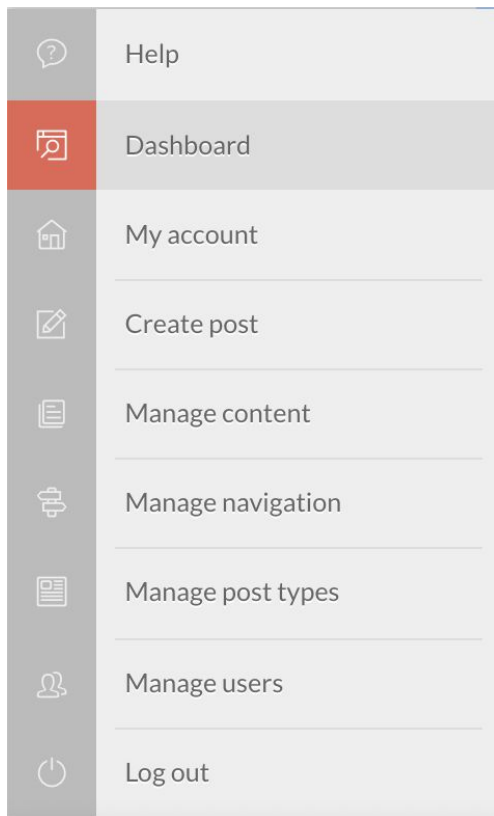 Help
Dashboard
My account
Create post
Manage content
Manage navigation
Manage post types
Manage users
Log out